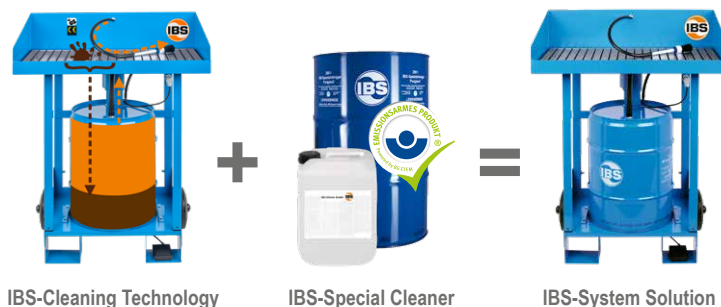 IBS
IBS
IBS
EMISSIONSARMES PRODUKT ®
IBS
IBS
IBS-Cleaning Technology
IBS-Special Cleaner
IBS-System Solution